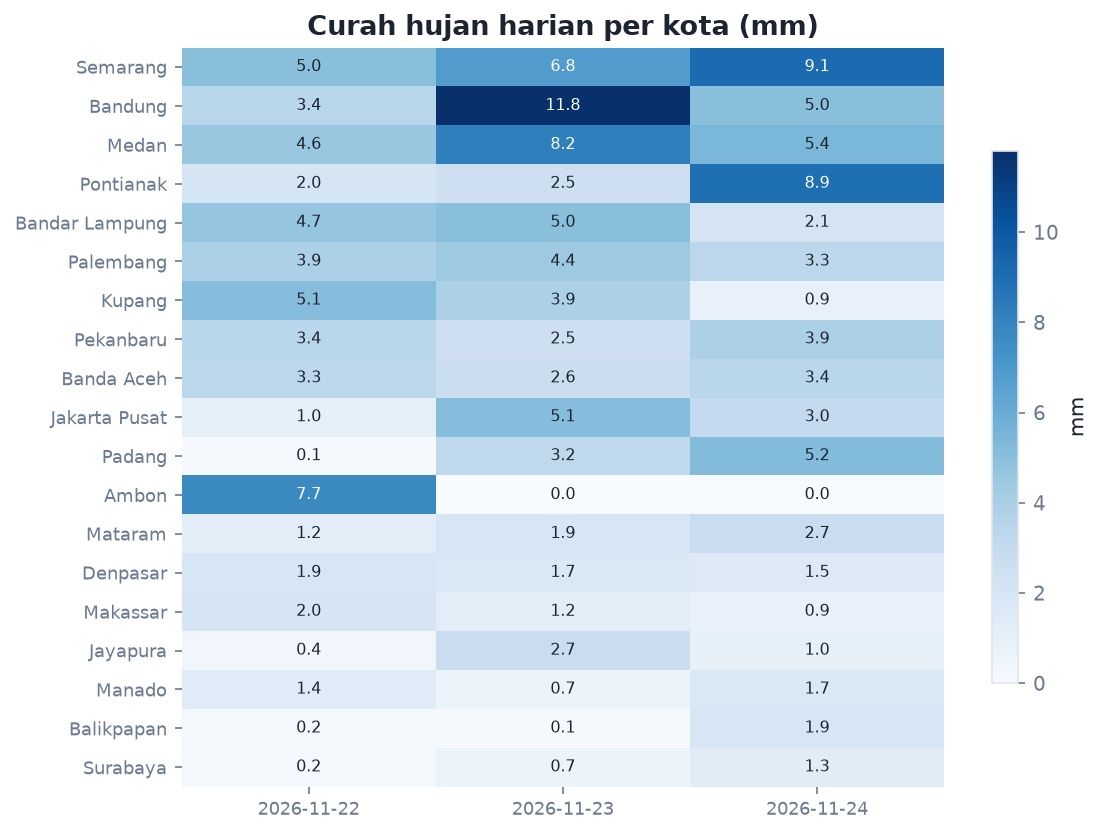 Curah hujan harian per kota (mm)
Semarang 5.0 6.8 9.1
Bandung 3.4 11.8 5.0
Medan 4.6 8.2 5.4
Pontianak 2.0 2.5 8.9
Bandar Lampung 4.7 5.0 2.1
Palembang 3.9 4.4 3.3
Kupang 5.1 3.9 0.9
Pekanbaru 3.4 2.5 3.9
Banda Aceh 3.3 2.6 3.4
Jakarta Pusat 1.0 5.1 3.0
Padang 0.1 3.2 5.2
Ambon 7.7 0.0 0.0
Mataram 1.2 1.9 2.7
Denpasar 1.9 1.7 1.5
Makassar 2.0 1.2 0.9
Jayapura 0.4 2.7 1.0
Manado 1.4 0.7 1.7
Balikpapan 0.2 0.1 1.9
Surabaya 0.2 0.7 1.3
2026-11-22 2026-11-23 2026-11-24
10
8
6
4
2
0
mm